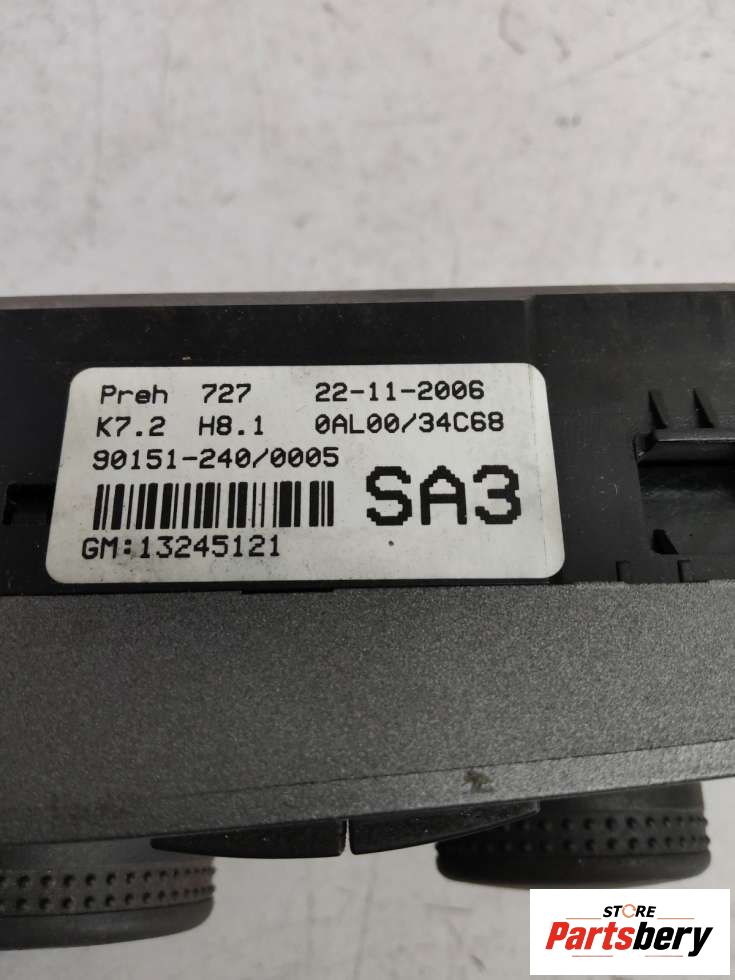 Preh 727 22-11-2006
K7.2 H8.1 0AL00/34C68
90151-240/0005
SA3
GM:13245121
STORE
Partsbery